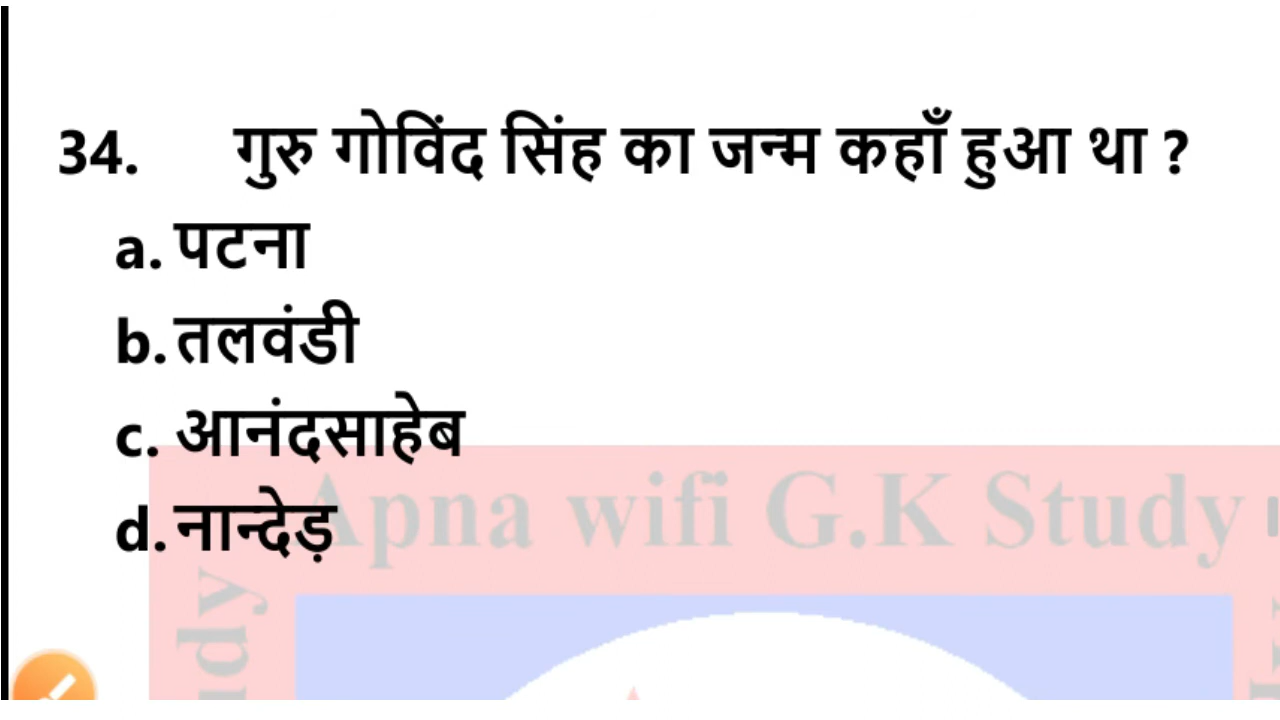 34. गुरु गोविंद सिंह का जन्म कहाँ हुआ था ?
a. पटना
b. तलवंडी
c. आनंदसाहेब
d. नान्देड़
Apna wifi G.K Study